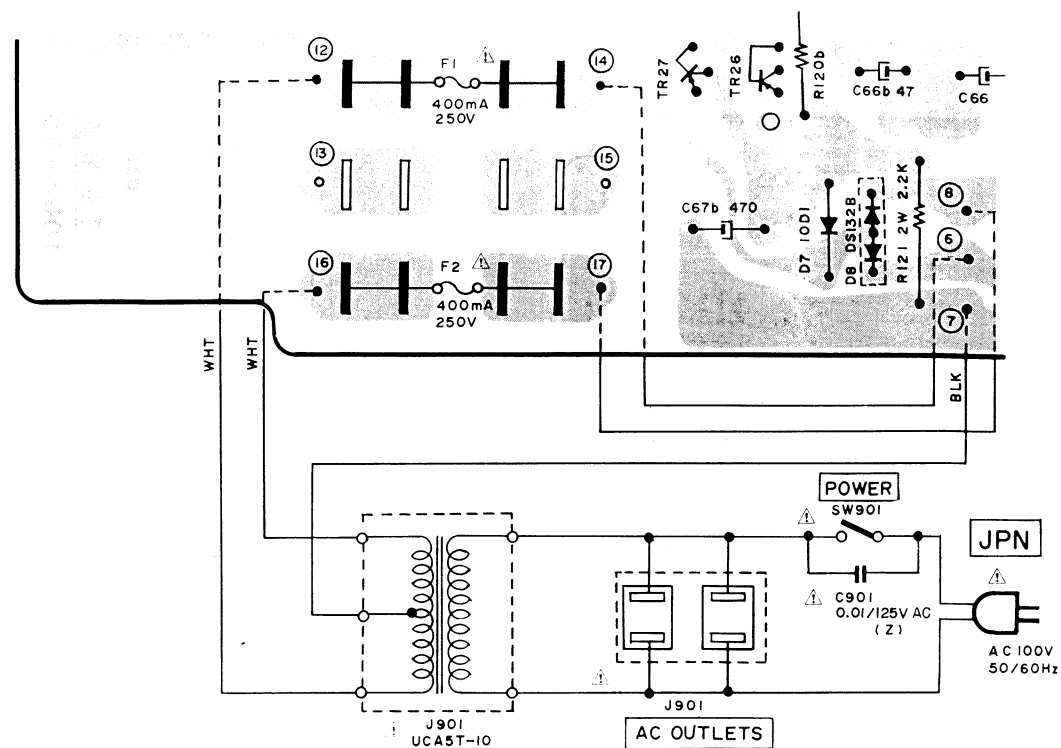 12
F1
400mA
250V
14
TR27
TR26
R120b
C66b 47
C66
13
15
C67b 470
D7 10D1
D8 DS132B
R121 2W 2.2K
8
6
7
16
F2
400mA
250V
17
WHT
WHT
BLK
POWER
SW901
JPN
C901
0.01/125V AC
(Z)
AC100V
50/60Hz
J901
UCA5T-10
J901
AC OUTLETS